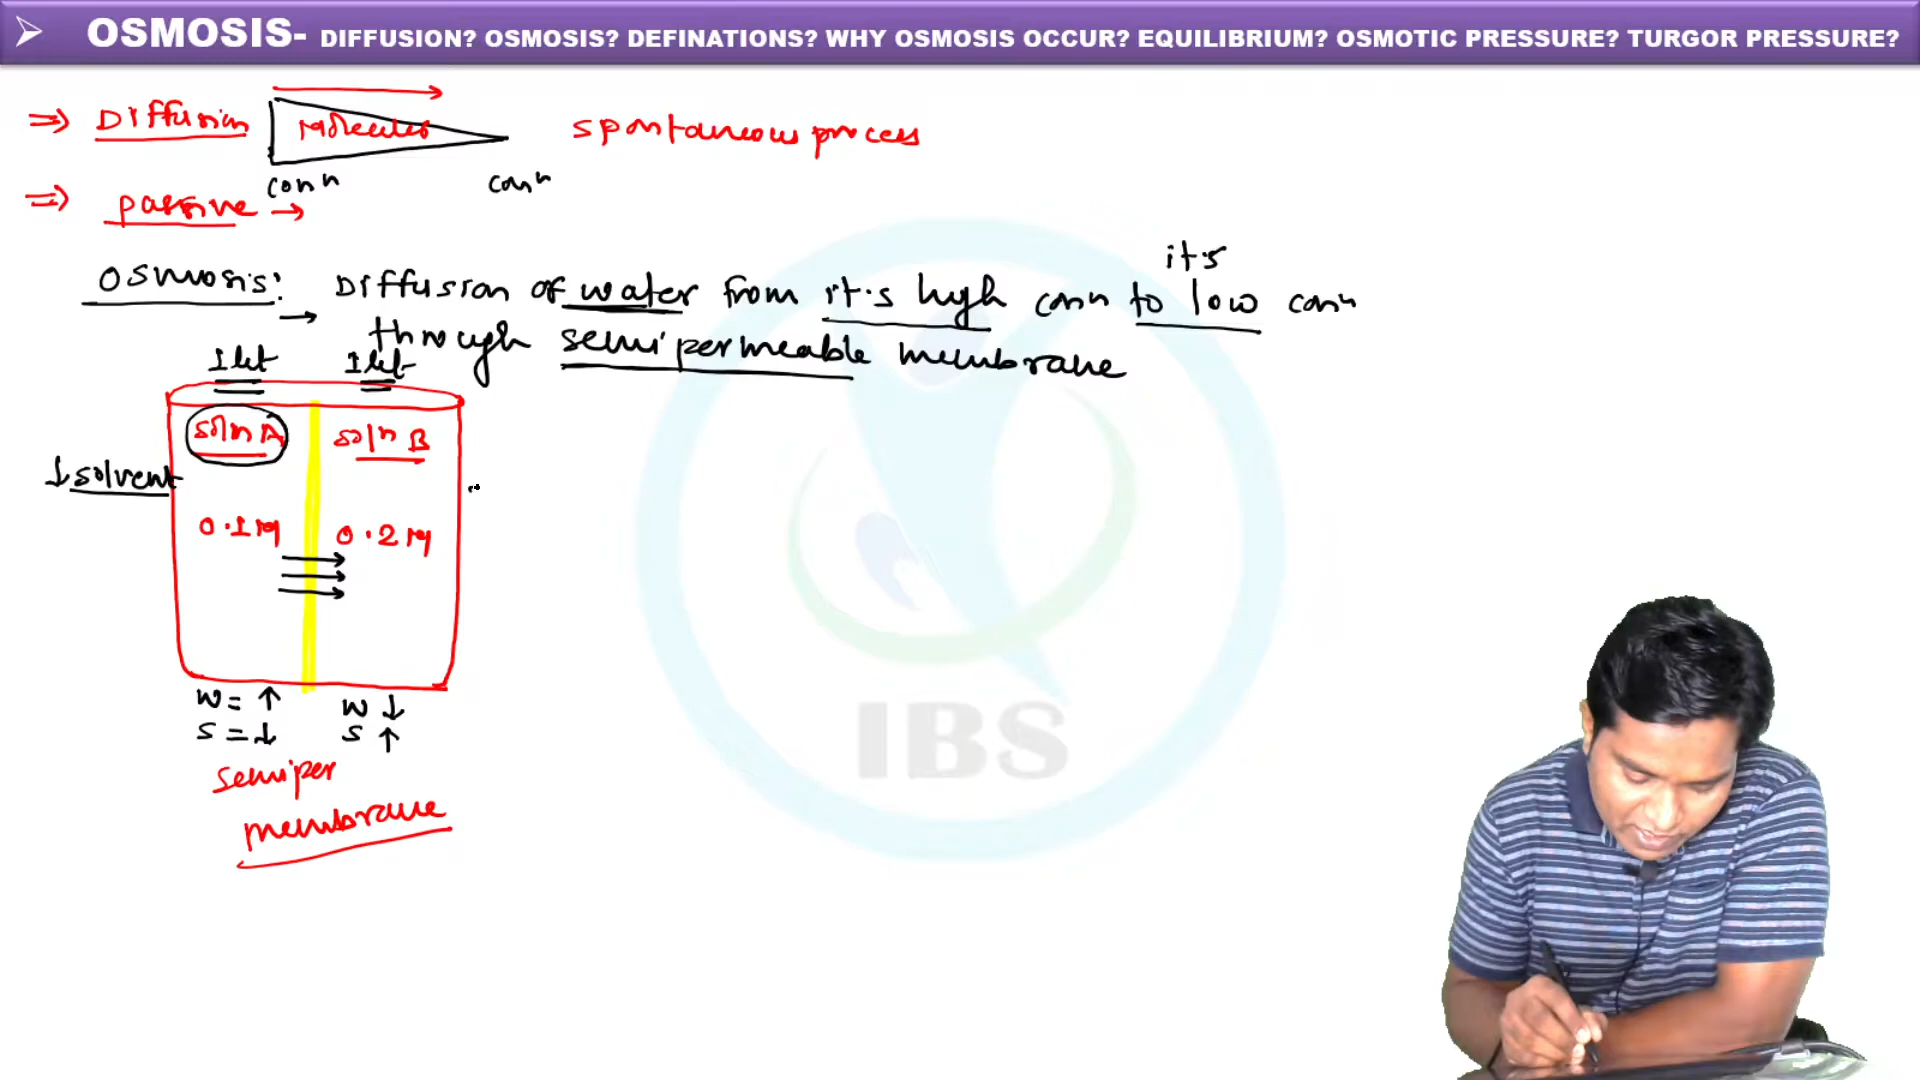 OSMOSIS- DIFFUSION? OSMOSIS? DEFINATIONS? WHY OSMOSIS OCCUR? EQUILIBRIUM? OSMOTIC PRESSURE? TURGOR PRESSURE?
⇒ Diffusion Molecules spontaneous process
conn conn
⇒ passive →
osmosis: → Diffusion of water from it's high conn to it's low conn
through semipermeable membrane
1 lit 1 lit
soln A soln B
↓ solvent
0.1M 0.2M
W = ↑ W ↓
S = ↓ S ↑
semiper
membrane
IBS